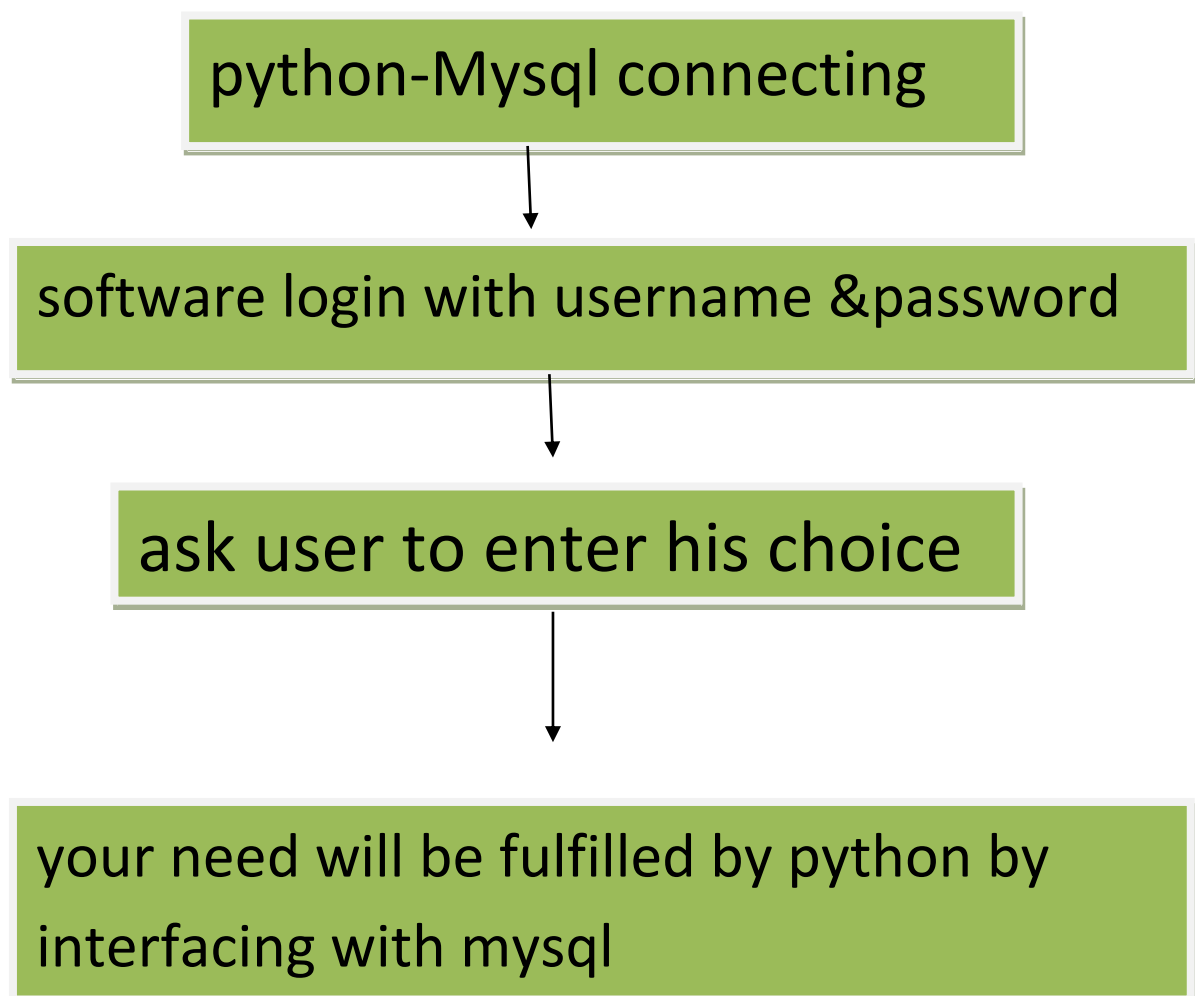 python-Mysql connecting
software login with username &password
ask user to enter his choice
your need will be fulfilled by python by
interfacing with mysql